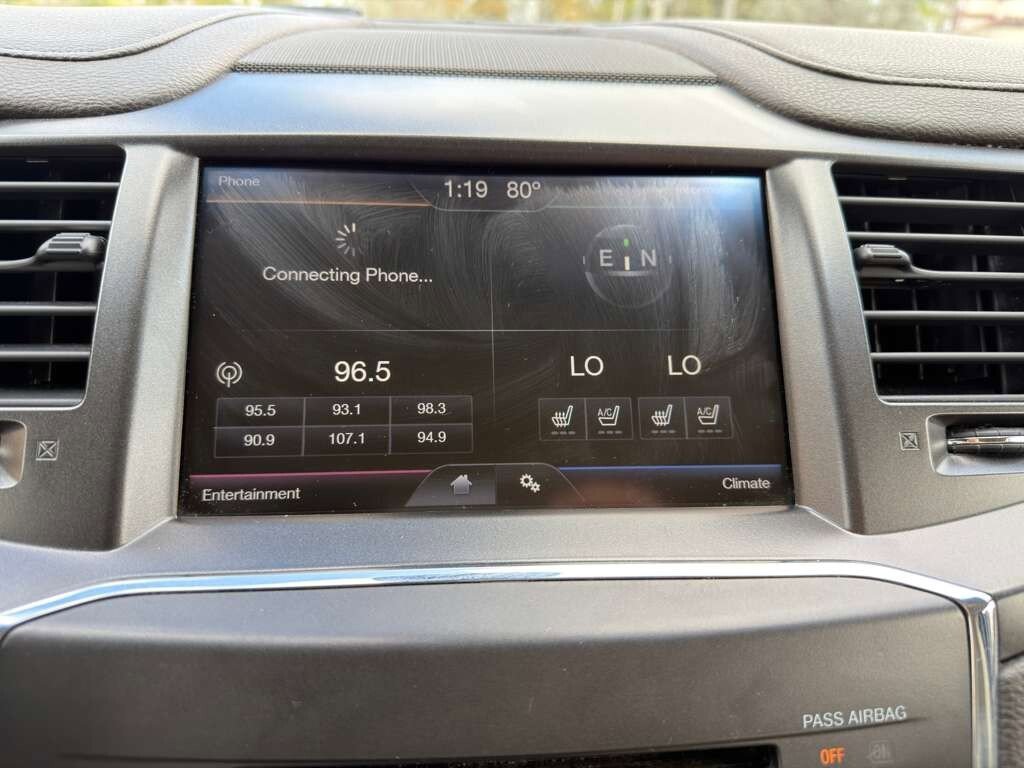 Phone
1:19 80°
Connecting Phone...
E N
96.5
LO LO
95.5 93.1 98.3
A/C A/C
90.9 107.1 94.9
Entertainment
Climate
PASS AIRBAG
OFF ON